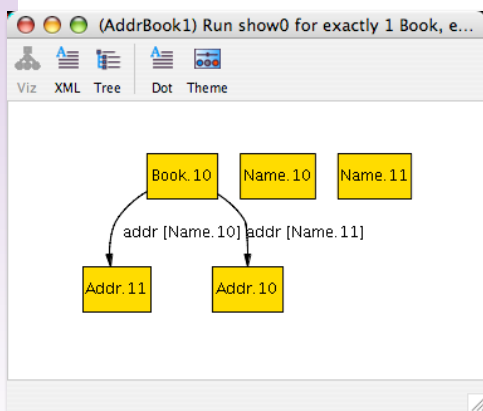 (AddrBook1) Run show0 for exactly 1 Book, e...
Viz XML Tree Dot Theme
Book.10 Name.10 Name.11
addr [Name.10] addr [Name.11]
Addr.11 Addr.10